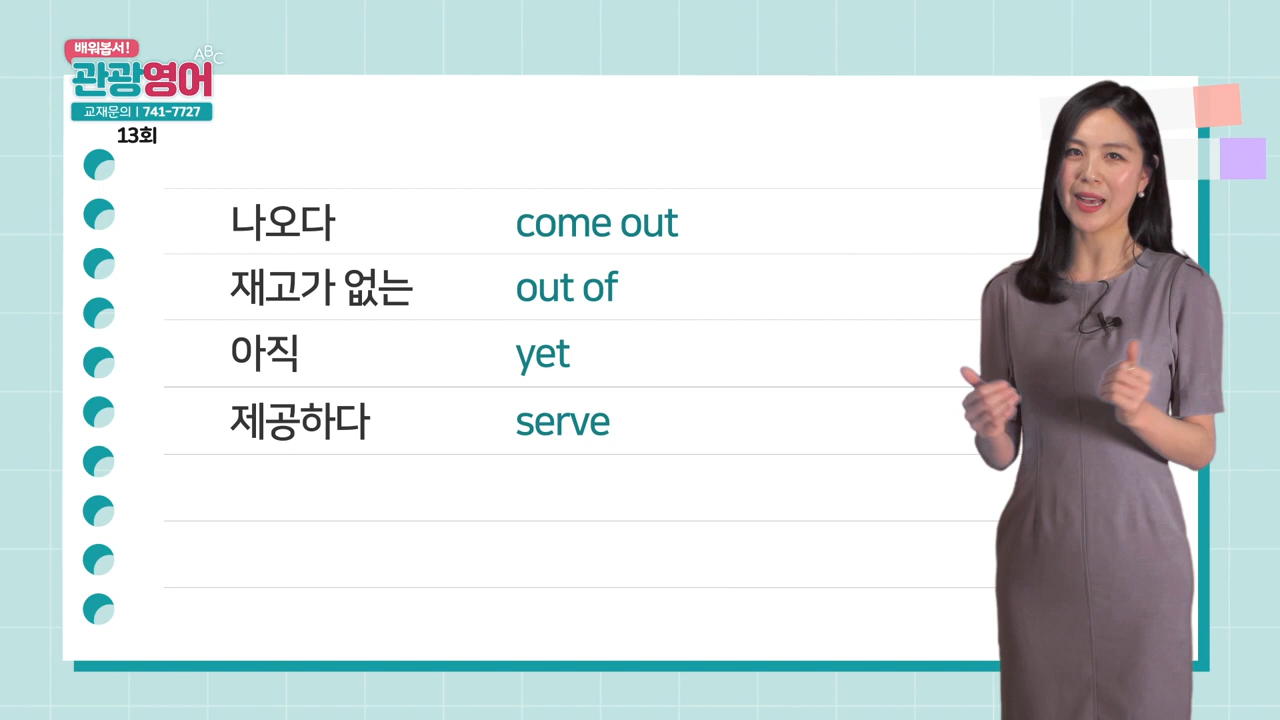 배워봅서!
ABC
관광영어
교재문의 | 741-7727
13회
나오다 come out
재고가 없는 out of
아직 yet
제공하다 serve